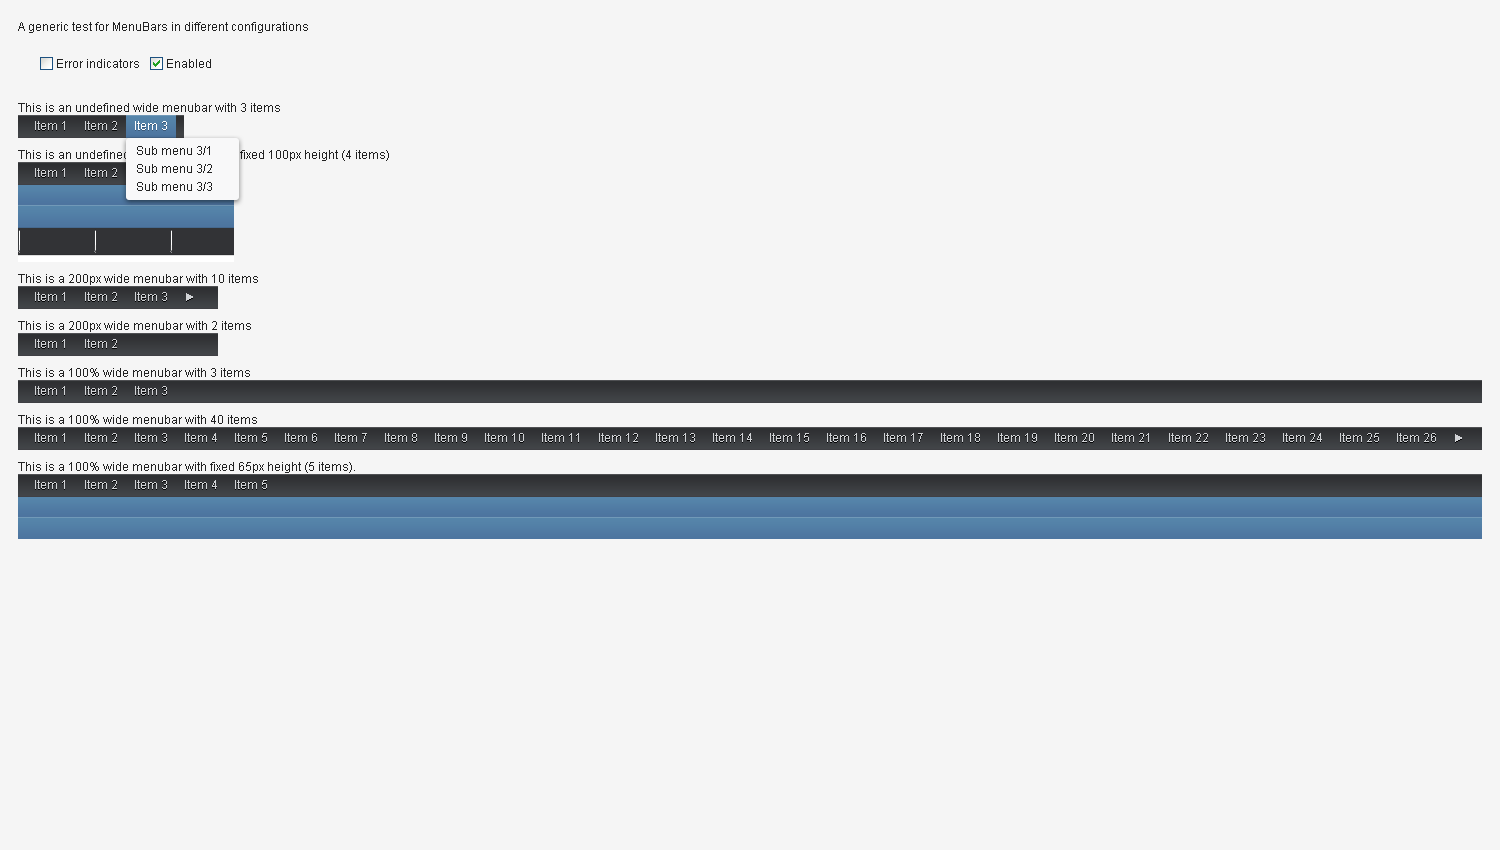 A generic test for MenuBars in different configurations
Error indicators Enabled
This is an undefined wide menubar with 3 items
Item 1 Item 2 Item 3
Sub menu 3/1
This is an undefined fixed 100px height (4 items)
Sub menu 3/2
Item 1 Item 2
Sub menu 3/3
This is a 200px wide menubar with 10 items
Item 1 Item 2 Item 3 ►
This is a 200px wide menubar with 2 items
Item 1 Item 2
This is a 100% wide menubar with 3 items
Item 1 Item 2 Item 3
This is a 100% wide menubar with 40 items
Item 1 Item 2 Item 3 Item 4 Item 5 Item 6 Item 7 Item 8 Item 9 Item 10 Item 11 Item 12 Item 13 Item 14 Item 15 Item 16 Item 17 Item 18 Item 19 Item 20 Item 21 Item 22 Item 23 Item 24 Item 25 Item 26 ►
This is a 100% wide menubar with fixed 65px height (5 items).
Item 1 Item 2 Item 3 Item 4 Item 5